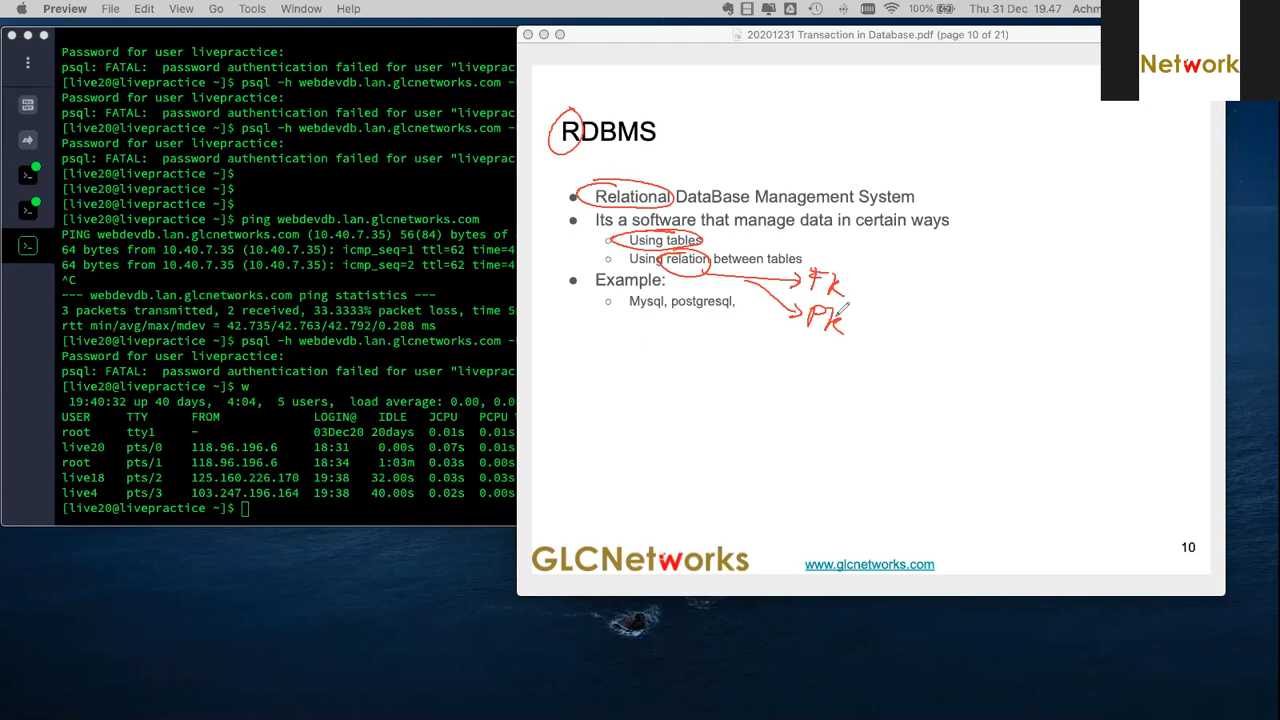 Preview File Edit View Go Tools Window Help 100% Thu 31 Dec 19.47 Achm
Password for user livepractice:
psql: FATAL:  password authentication failed for user "liveprac
[live20@livepractice ~]$ psql -h webdevdb.lan.glcnetworks.com -
Password for user livepractice:
psql: FATAL:  password authentication failed for user "liveprac
[live20@livepractice ~]$ psql -h webdevdb.lan.glcnetworks.com -
Password for user livepractice:
psql: FATAL:  password authentication failed for user "liveprac
[live20@livepractice ~]$
[live20@livepractice ~]$
[live20@livepractice ~]$
[live20@livepractice ~]$ ping webdevdb.lan.glcnetworks.com
PING webdevdb.lan.glcnetworks.com (10.40.7.35) 56(84) bytes of
64 bytes from 10.40.7.35: icmp_seq=1 ttl=62 time=4
64 bytes from 10.40.7.35: icmp_seq=2 ttl=62 time=4
^C
--- webdevdb.lan.glcnetworks.com ping statistics ---
3 packets transmitted, 2 received, 33.3333% packet loss, time 5
rtt min/avg/max/mdev = 42.735/42.763/42.792/0.208 ms
[live20@livepractice ~]$ psql -h webdevdb.lan.glcnetworks.com -
Password for user livepractice:
psql: FATAL:  password authentication failed for user "liveprac
[live20@livepractice ~]$ w
19:40:32 up 40 days,  4:04,  5 users,  load average: 0.00, 0.0
USER TTY FROM LOGIN@ IDLE JCPU PCPU
root tty1 - 03Dec20 20days 0.01s 0.01s
live20 pts/0 118.96.196.6 18:31 0.00s 0.07s 0.01s
root pts/1 118.96.196.6 18:34 1:03m 0.03s 0.00s
live18 pts/2 125.160.226.170 19:38 32.00s 0.03s 0.03s
live4 pts/3 103.247.196.164 19:38 40.00s 0.02s 0.00s
[live20@livepractice ~]$
20201231 Transaction in Database.pdf (page 10 of 21)
Network
RDBMS
● Relational DataBase Management System
● Its a software that manage data in certain ways
○ Using tables
○ Using relation between tables
● Example:
○ Mysql, postgresql,
FK
PK
GLCNetworks
www.glcnetworks.com
10